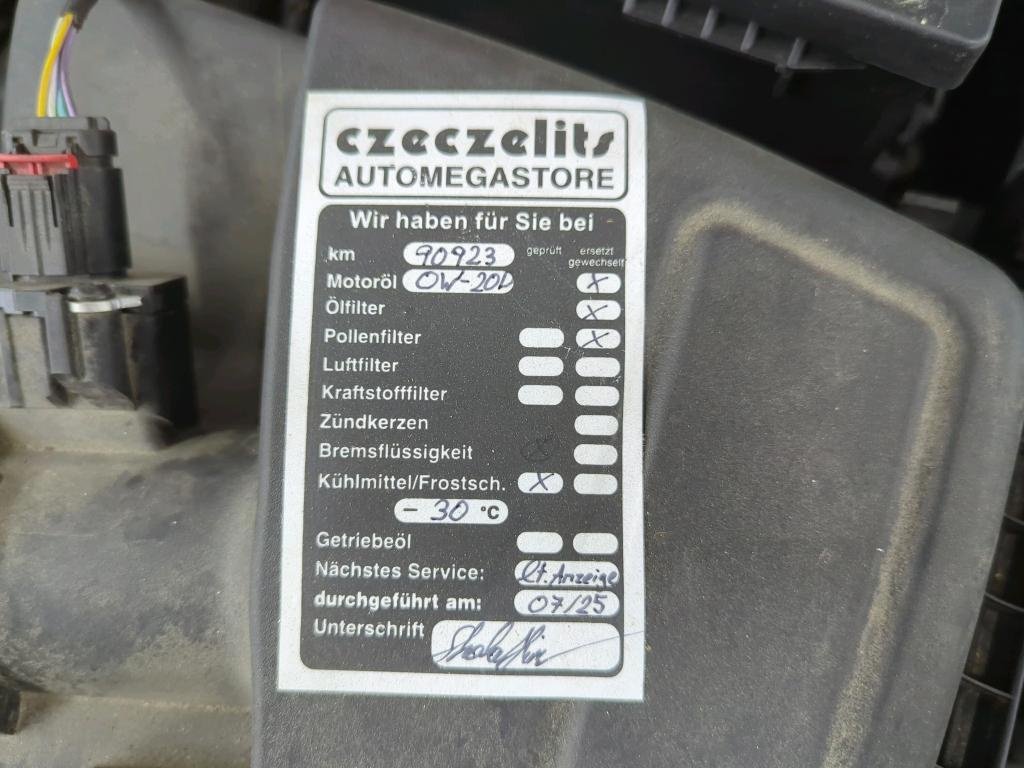 czeczelits
AUTOMEGASTORE
Wir haben für Sie bei
km 90923 geprüft ersetzt gewechselt
Motoröl 0W-20D X
Ölfilter X
Pollenfilter X
Luftfilter
Kraftstofffilter
Zündkerzen
Bremsflüssigkeit X
Kühlmittel/Frostsch. X
- 30 °C
Getriebeöl
Nächstes Service: lt. Anzeige
durchgeführt am: 07/25
Unterschrift